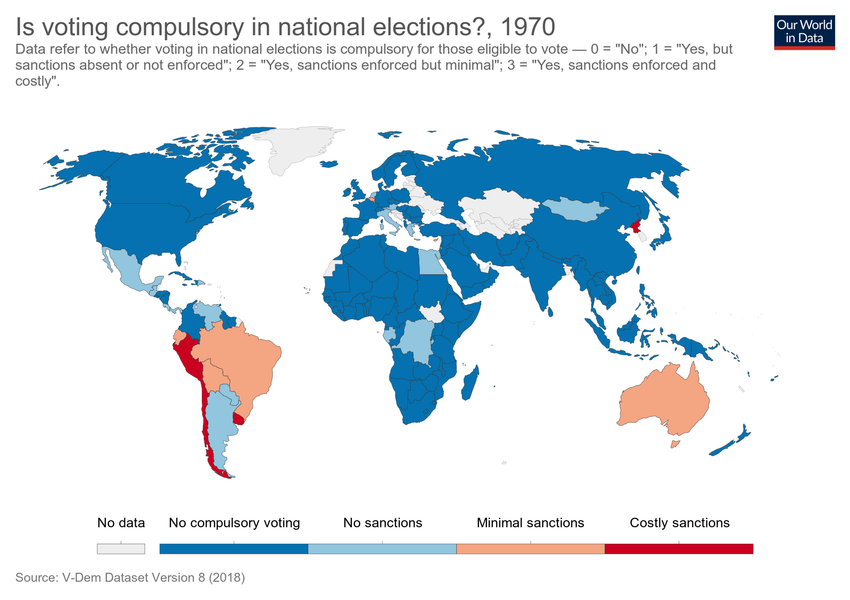 Is voting compulsory in national elections?, 1970
Our World
in Data
Data refer to whether voting in national elections is compulsory for those eligible to vote — 0 = "No"; 1 = "Yes, but
sanctions absent or not enforced"; 2 = "Yes, sanctions enforced but minimal"; 3 = "Yes, sanctions enforced and
costly".
No data
No compulsory voting
No sanctions
Minimal sanctions
Costly sanctions
Source: V-Dem Dataset Version 8 (2018)